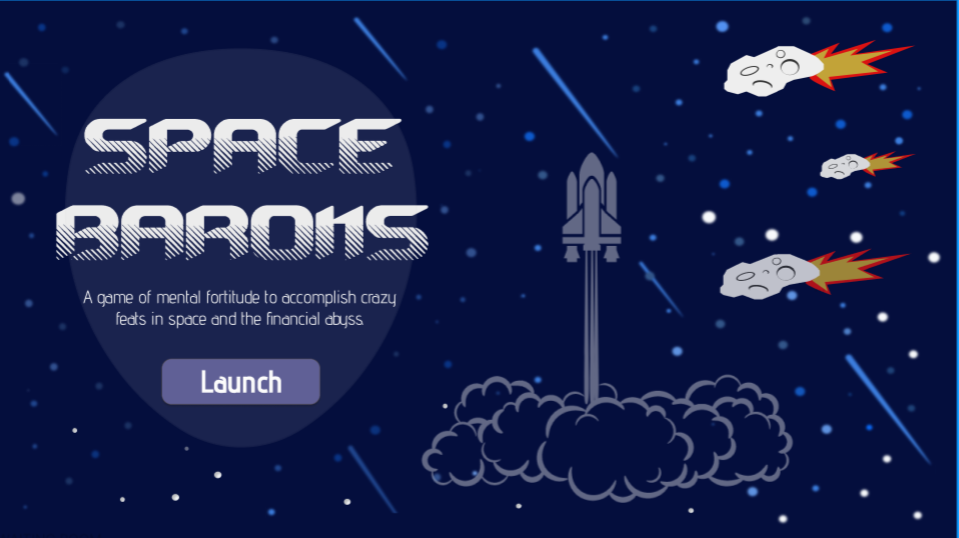 SPACE
BARONS
A game of mental fortitude to accomplish crazy
feats in space and the financial abyss.
Launch